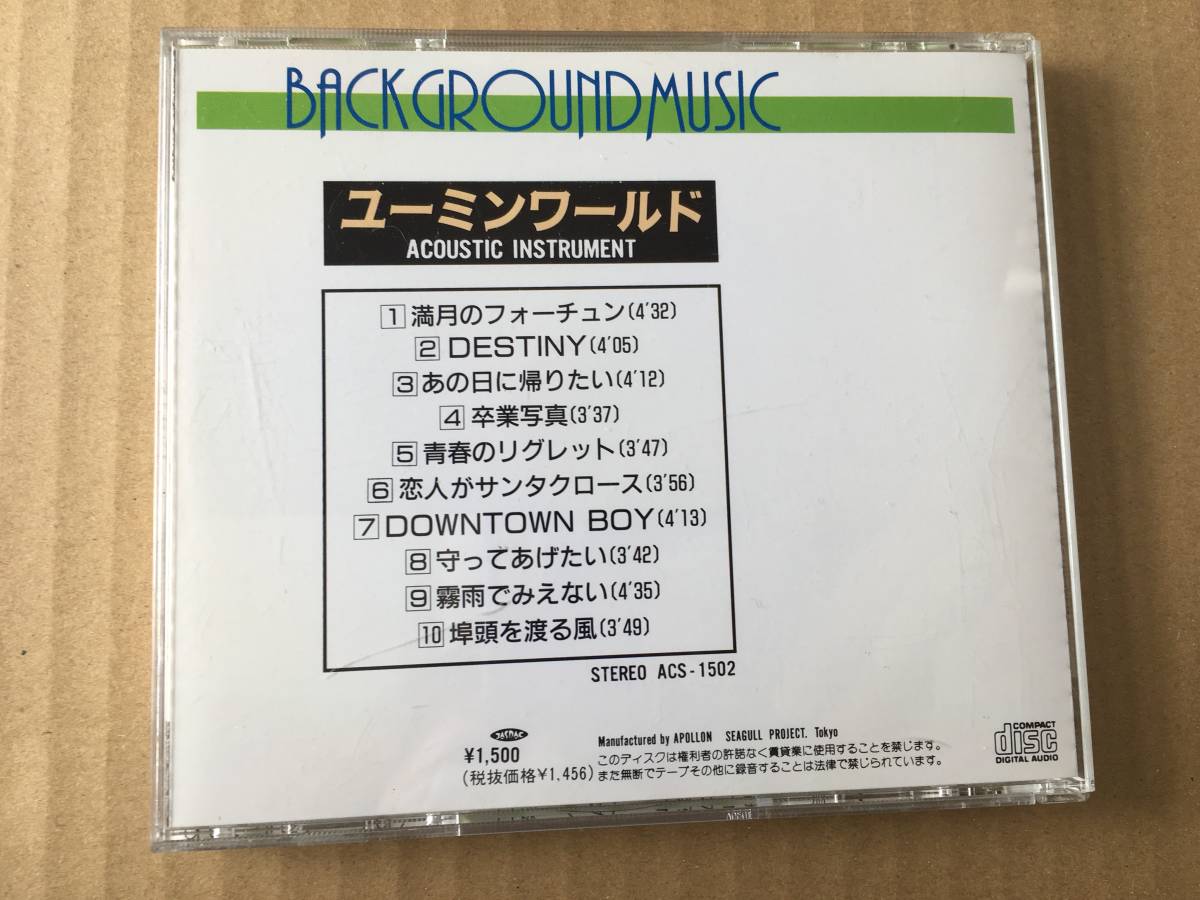 BACKGROUNDMUSIC
ユーミンワールド
ACOUSTIC INSTRUMENT
1 満月のフォーチュン(4'32)
2 DESTINY(4'05)
3 あの日に帰りたい(4'12)
4 卒業写真(3'37)
5 青春のリグレット(3'47)
6 恋人がサンタクロース(3'56)
7 DOWNTOWN BOY(4'13)
8 守ってあげたい(3'42)
9 霧雨でみえない(4'35)
10 埠頭を渡る風(3'49)
STEREO ACS-1502
JASRAC
¥1,500
(税抜価格¥1,456)
Manufactured by APOLLON SEAGULL PROJECT. Tokyo
このディスクは権利者の許諾なく賃貸業に使用することを禁じます。
また無断でテープその他に録音することは法律で禁じられています。
COMPACT
disc
DIGITAL AUDIO